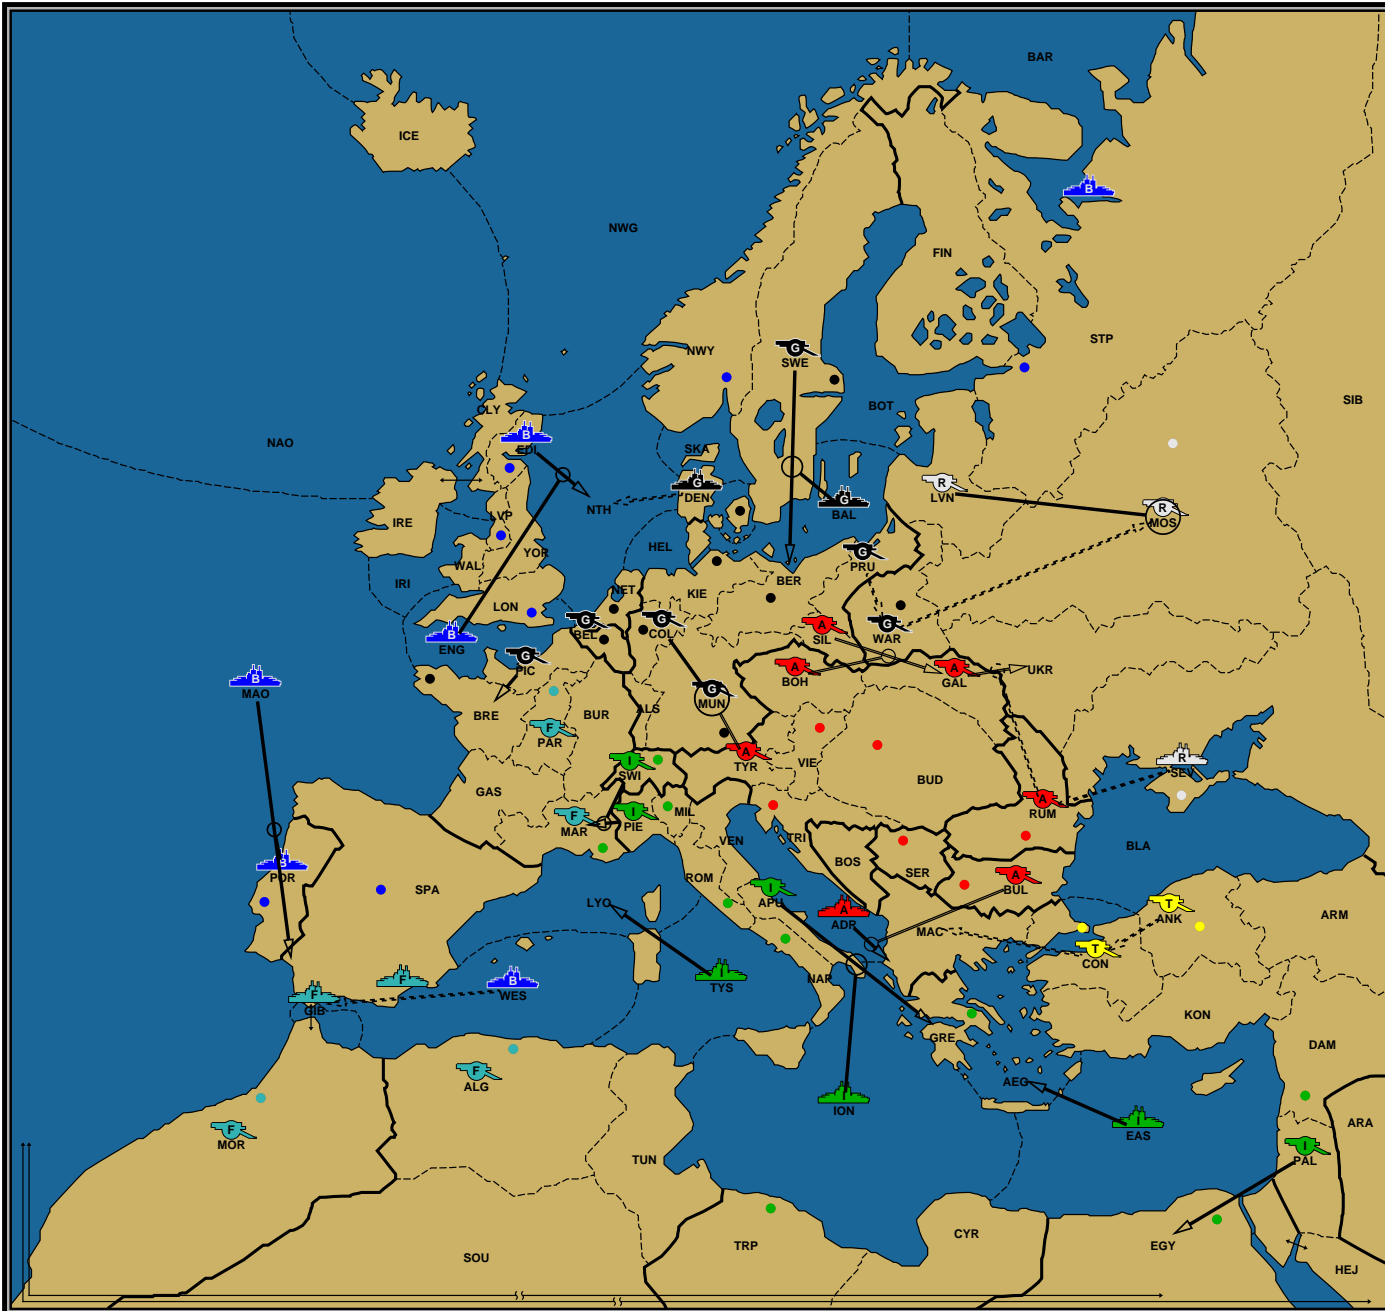 BAR
ICE
B
NWG
FIN
STP
G
SWE
NWY
SIB
CLY
B
EDI
BOT
NAO
SKA
G
DEN
R
LVN
G
BAL
NTH
R
MOS
IRE
LVP
YOR
HEL
G
PRU
WAL
IRI
BER
NET
KIE
LON
G
BEL
G
COL
A
SIL
G
WAR
B
ENG
G
PIC
A
BOH
A
GAL
UKR
B
MAO
G
MUN
BRE
BUR
ALS
F
PAR
A
TYR
VIE
I
SWI
R
SEV
BUD
GAS
A
RUM
F
MAR
I
PIE
MIL
VEN
TRI
BLA
BOS
SER
B
POR
SPA
ROM
I
APU
A
BUL
LYO
A
ADR
T
ANK
ARM
MAC
T
CON
F
B
WES
I
TYS
NAP
F
GIB
KON
GRE
DAM
F
ALG
AEG
I
ION
I
EAS
ARA
F
MOR
I
PAL
TUN
CYR
TRP
EGY
SOU
HEJ